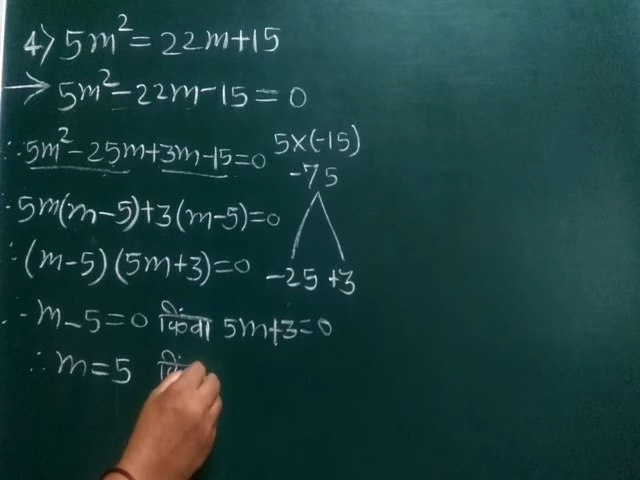 4) 5m² = 22m+15
→ 5m²-22m-15=0
∴ 5m²-25m+3m-15=0 5×(-15)
-75
∴ 5m(m-5)+3(m-5)=0
∴ (m-5)(5m+3)=0 -25 +3
∴ m-5=0 किंवा 5m+3=0
∴ m=5